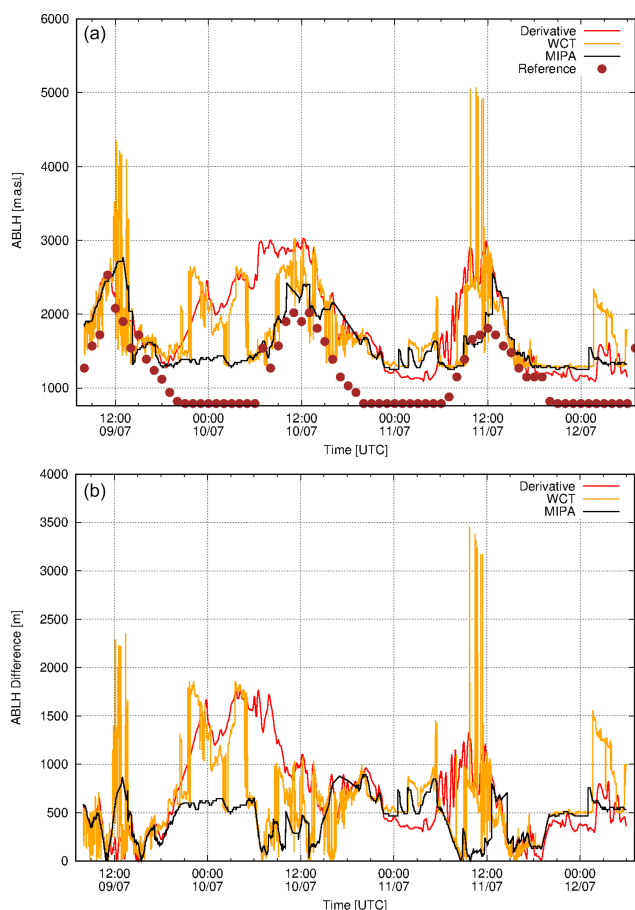 (a)
Derivative
WCT
MIPA
Reference
6000
5000
4000
3000
2000
1000
ABLH [m a.s.l]
12:00 00:00 12:00 00:00 12:00 00:00
09/07 10/07 10/07 11/07 11/07 12/07
Time [UTC]
(b)
Derivative
WCT
MIPA
4000
3500
3000
2500
2000
1500
1000
500
0
ABLH Difference [m]
12:00 00:00 12:00 00:00 12:00 00:00
09/07 10/07 10/07 11/07 11/07 12/07
Time [UTC]